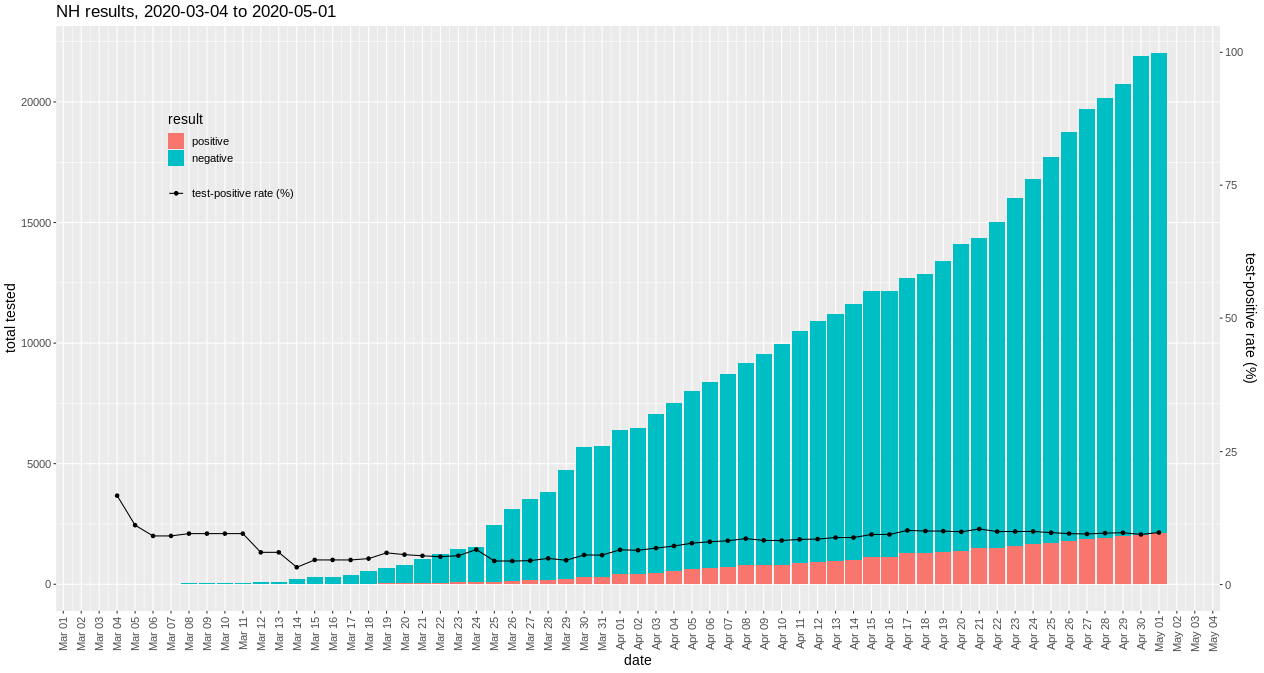 NH results, 2020-03-04 to 2020-05-01
total tested
20000
15000
10000
5000
0
result
positive
negative
test-positive rate (%)
100
75
50
25
0
test-positive rate (%)
Mar 01
Mar 02
Mar 03
Mar 04
Mar 05
Mar 06
Mar 07
Mar 08
Mar 09
Mar 10
Mar 11
Mar 12
Mar 13
Mar 14
Mar 15
Mar 16
Mar 17
Mar 18
Mar 19
Mar 20
Mar 21
Mar 22
Mar 23
Mar 24
Mar 25
Mar 26
Mar 27
Mar 28
Mar 29
Mar 30
Mar 31
Apr 01
Apr 02
Apr 03
Apr 04
Apr 05
Apr 06
Apr 07
Apr 08
Apr 09
Apr 10
Apr 11
Apr 12
Apr 13
Apr 14
Apr 15
Apr 16
Apr 17
Apr 18
Apr 19
Apr 20
Apr 21
Apr 22
Apr 23
Apr 24
Apr 25
Apr 26
Apr 27
Apr 28
Apr 29
Apr 30
May 01
May 02
May 03
May 04
date